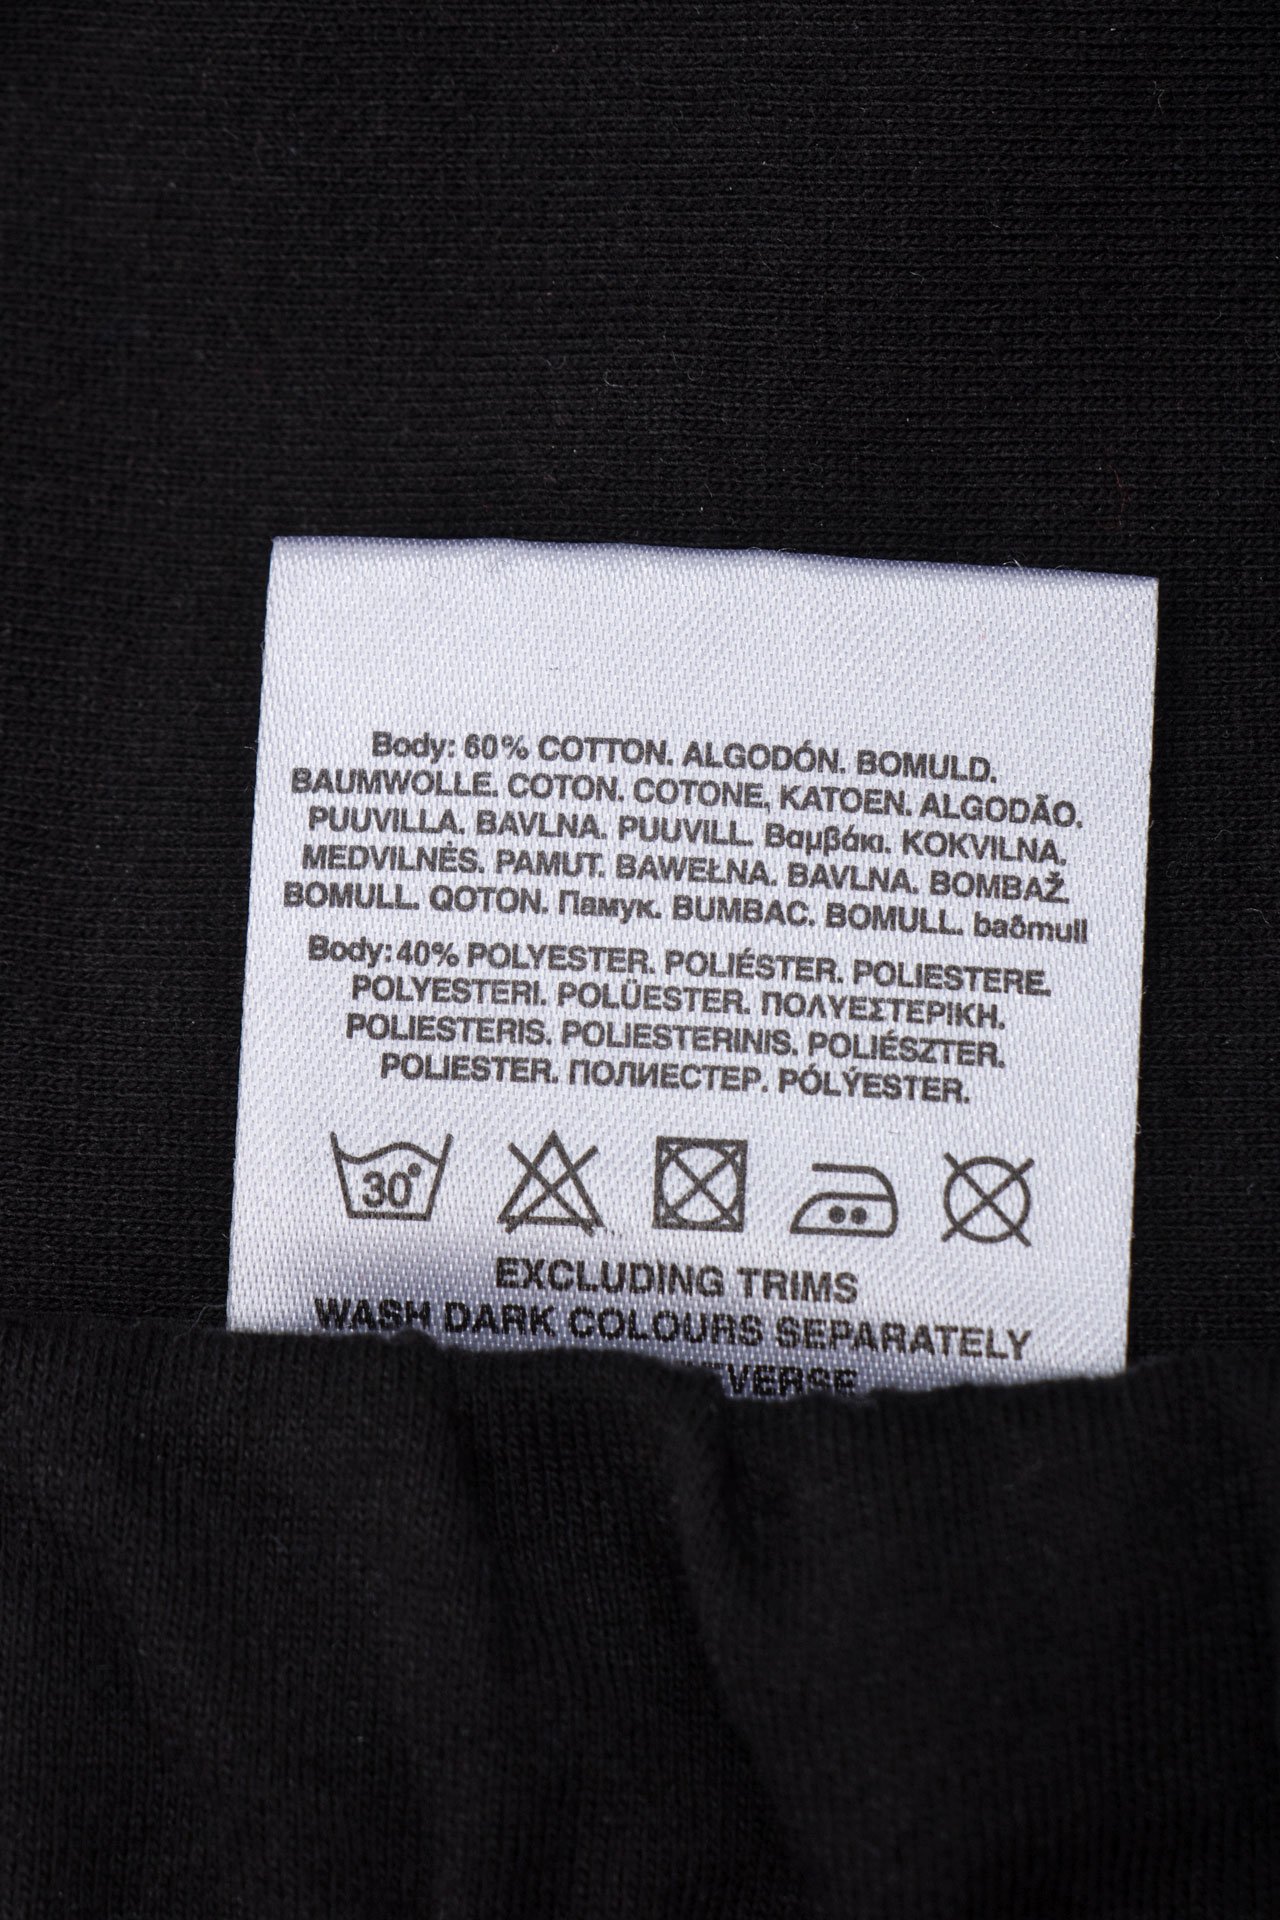 Body: 60% COTTON. ALGODÓN. BOMULD.
BAUMWOLLE. COTON. COTONE, KATOEN. ALGODÃO.
PUUVILLA. BAVLNA. PUUVILL. Βαμβάκι. KOKVILNA.
MEDVILNĖS. PAMUT. BAWEŁNA. BAVLNA. BOMBAŽ.
BOMULL. QOTON. Памук. BUMBAC. BOMULL. baðmull
Body: 40% POLYESTER. POLIÉSTER. POLIESTERE.
POLYESTERI. POLÜESTER. ΠΟΛΥΕΣΤΕΡΙΚΗ.
POLIESTERIS. POLIESTERINIS. POLIÉSZTER.
POLIESTER. ПОЛИЕСТЕР. PÓLÝESTER.
30°
EXCLUDING TRIMS
WASH DARK COLOURS SEPARATELY